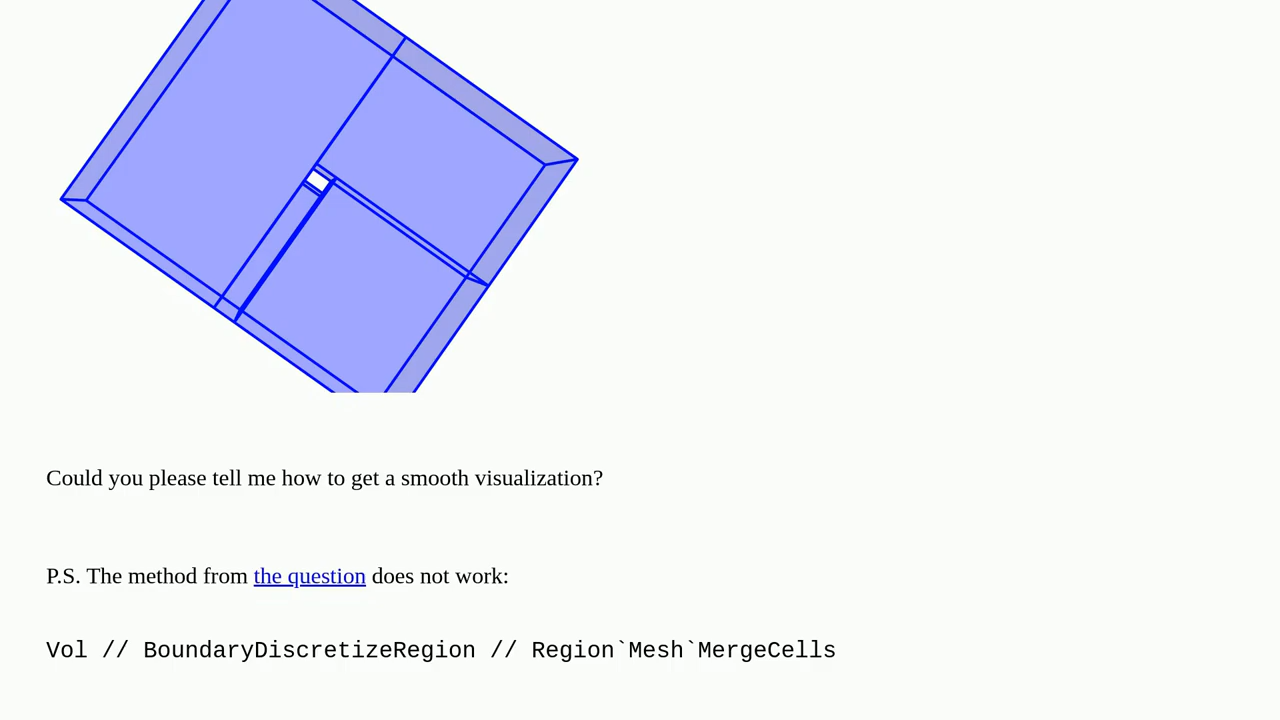 Could you please tell me how to get a smooth visualization?
P.S. The method from the question does not work:
Vol // BoundaryDiscretizeRegion // Region`Mesh`MergeCells